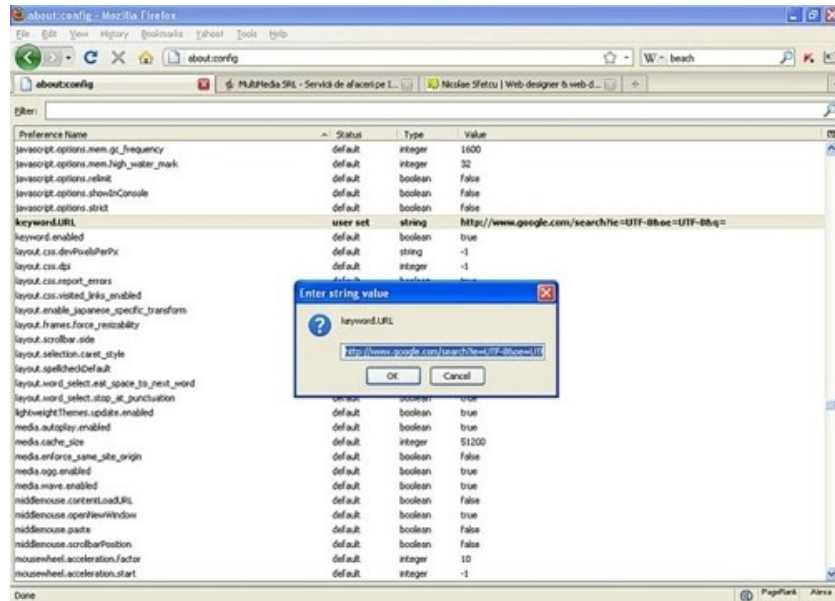 about:config - Mozilla Firefox
File Edit View History Bookmarks Yahoo! Tools Help
about:config W - beach
about:config MultiMedia SRL - Servicii de afaceri pe I... Nicolae Sfetcu | Web designer & web d...
Filter:
Preference Name Status Type Value
javascript.options.mem.gc_frequency default integer 1600
javascript.options.mem.high_water_mark default integer 32
javascript.options.relimit default boolean false
javascript.options.showInConsole default boolean false
javascript.options.strict default boolean false
keyword.URL user set string http://www.google.com/search?ie=UTF-8&oe=UTF-8&q=
keyword.enabled default boolean true
layout.css.devPixelsPerPx default string -1
layout.css.dpi default integer -1
layout.css.report_errors default boolean true
layout.css.visited_links_enabled
layout.enable_japanese_specific_transform
layout.frames.force_resizability
layout.scrollbar.side
layout.selection.caret_style
layout.spellcheckDefault
layout.word_select.eat_space_to_next_word
layout.word_select.stop_at_punctuation default boolean true
Enter string value
keyword.URL
http://www.google.com/search?ie=UTF-8&oe=UTF
OK Cancel
lightweightThemes.update.enabled default boolean true
media.autoplay.enabled default boolean true
media.cache_size default integer 51200
media.enforce_same_site_origin default boolean false
media.ogg.enabled default boolean true
media.wave.enabled default boolean true
middlemouse.contentLoadURL default boolean false
middlemouse.openNewWindow default boolean true
middlemouse.paste default boolean false
middlemouse.scrollbarPosition default boolean false
mousewheel.acceleration.factor default integer 10
mousewheel.acceleration.start default integer -1
Done PageRank Alexa